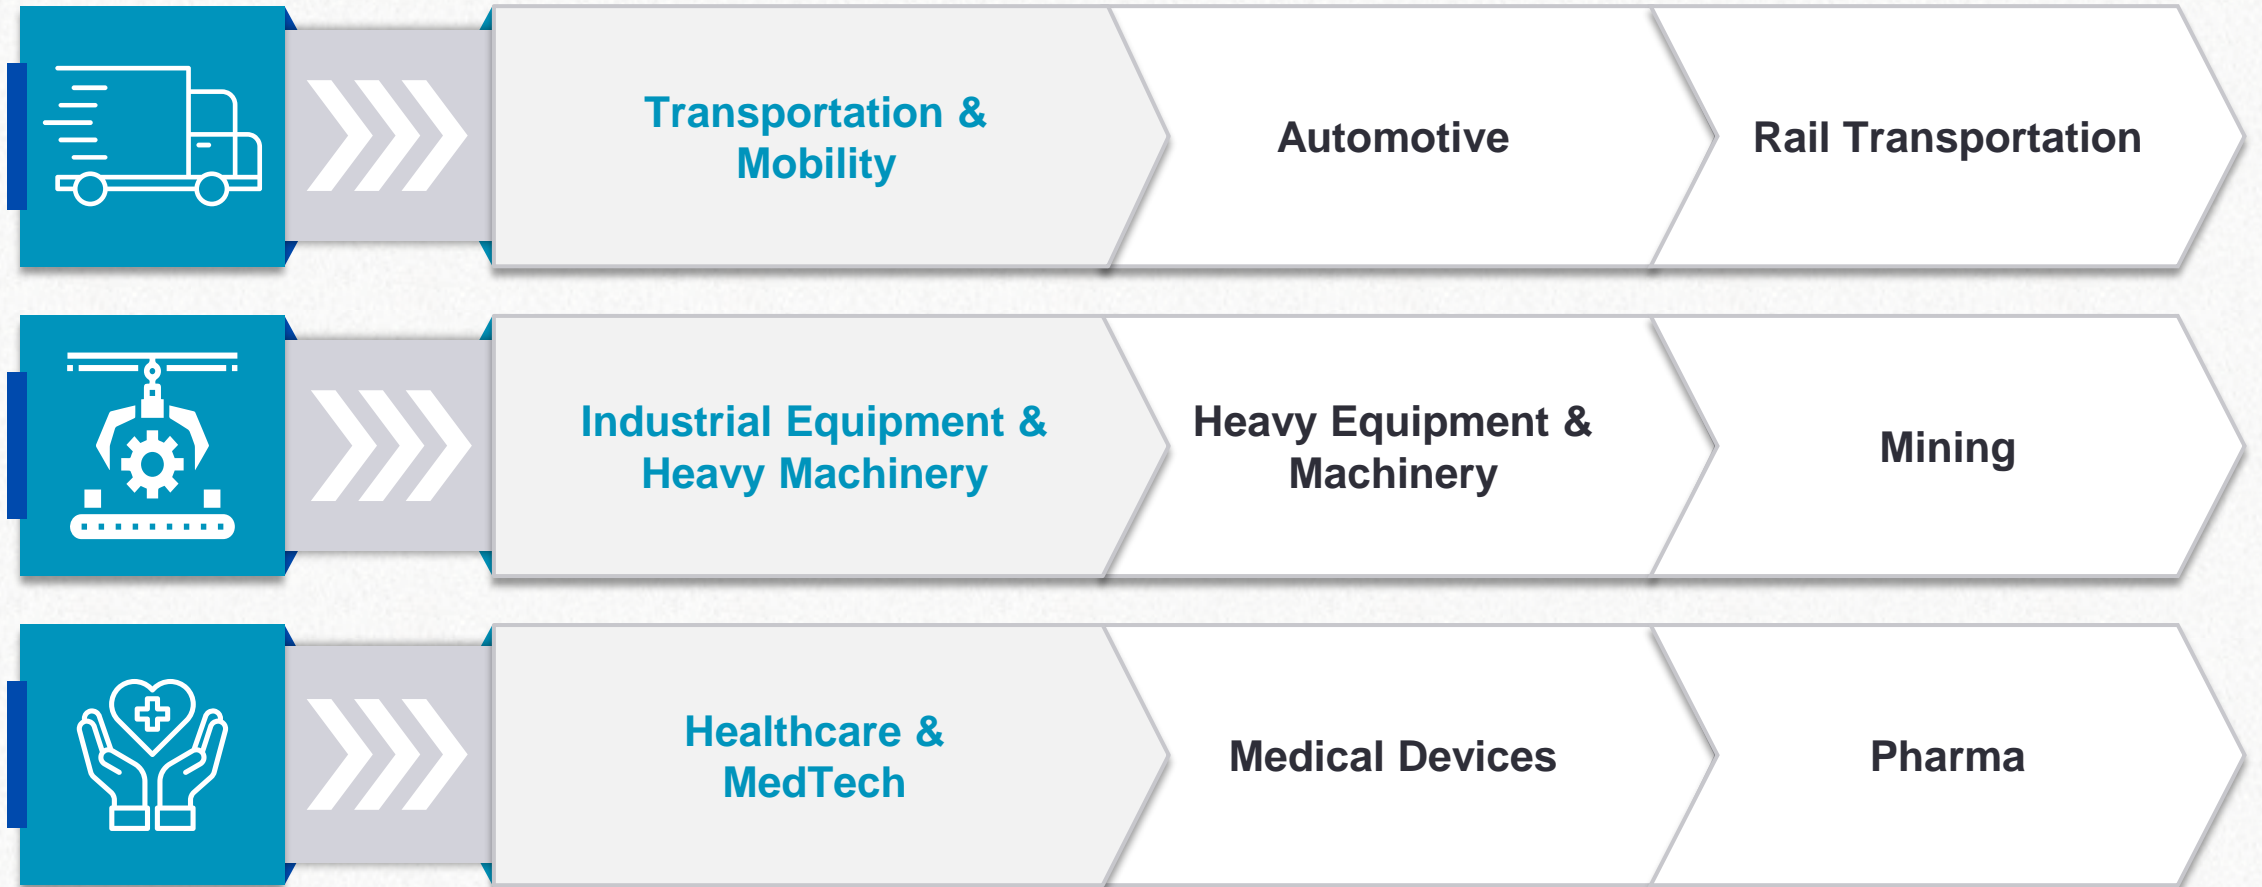 Transportation &
Mobility
Automotive
Rail Transportation
Industrial Equipment &
Heavy Machinery
Heavy Equipment &
Machinery
Mining
Healthcare &
MedTech
Medical Devices
Pharma